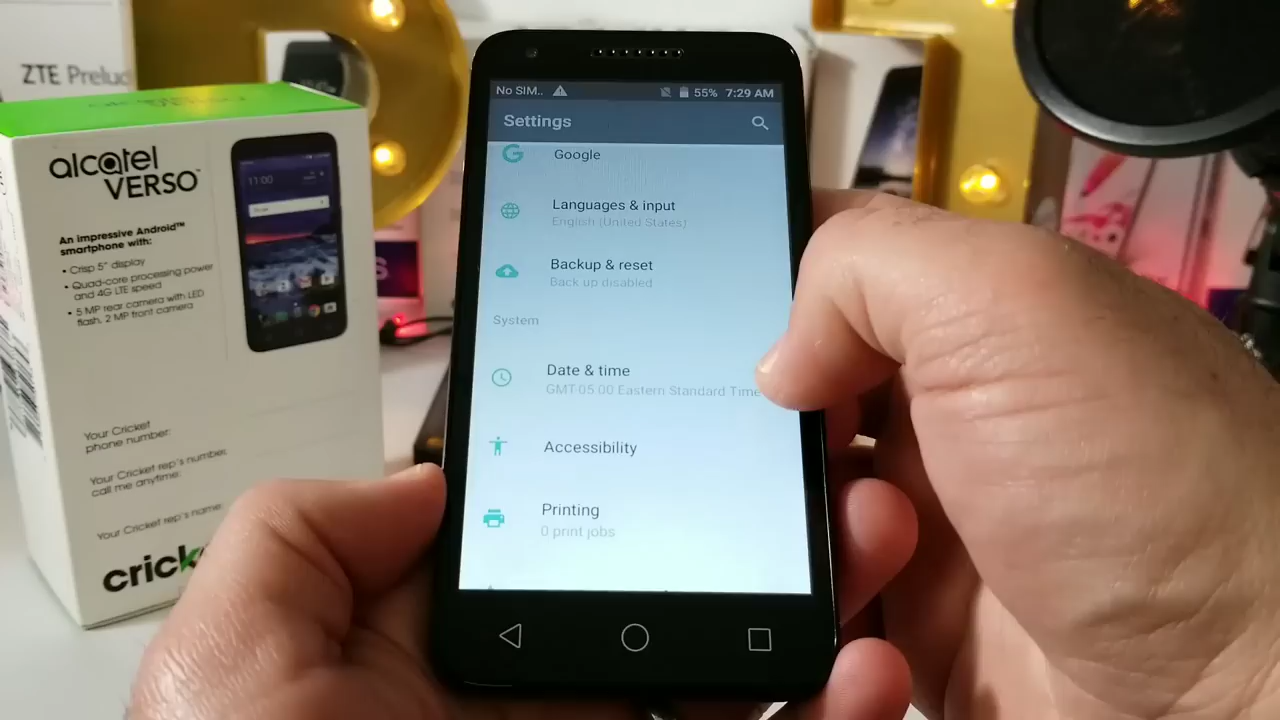 ZTE Prelud
alcatel
VERSO™
An impressive Android™
smartphone with:
• Crisp 5" display
• Quad-core processing power
and 4G LTE speed
• 5 MP rear camera with LED
flash, 2 MP front camera
11:00
Your Cricket
phone number:
Your Cricket rep's number,
call me anytime:
Your Cricket rep's name:
crick
No SIM.. 55% 7:29 AM
Settings
Google
Languages & input
English (United States)
Backup & reset
Back up disabled
System
Date & time
GMT-05:00 Eastern Standard Time
Accessibility
Printing
0 print jobs